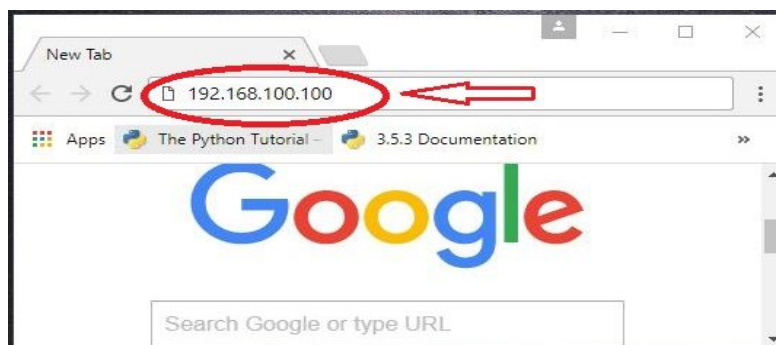 New Tab
192.168.100.100
Apps The Python Tutorial – 3.5.3 Documentation »
Google
Search Google or type URL